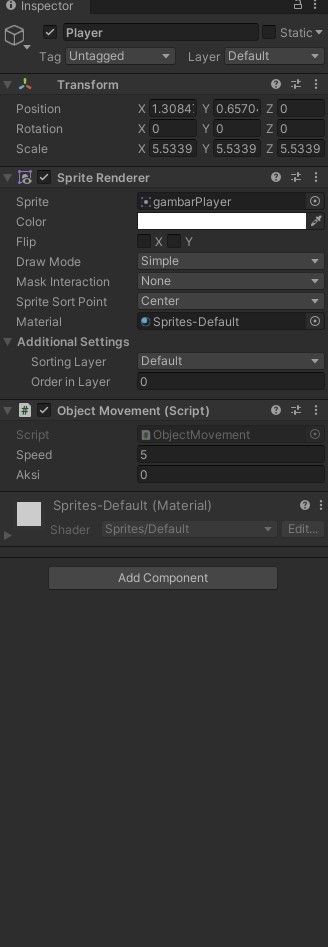 Inspector
Player
Static
Tag Untagged Layer Default
Transform
Position X 1.3084 Y 0.6570 Z 0
Rotation X 0 Y 0 Z 0
Scale X 5.5339 Y 5.5339 Z 5.5339
Sprite Renderer
Sprite gambarPlayer
Color
Flip X Y
Draw Mode Simple
Mask Interaction None
Sprite Sort Point Center
Material Sprites-Default
Additional Settings
Sorting Layer Default
Order in Layer 0
# Object Movement (Script)
Script # ObjectMovement
Speed 5
Aksi 0
Sprites-Default (Material)
Shader Sprites/Default Edit...
Add Component